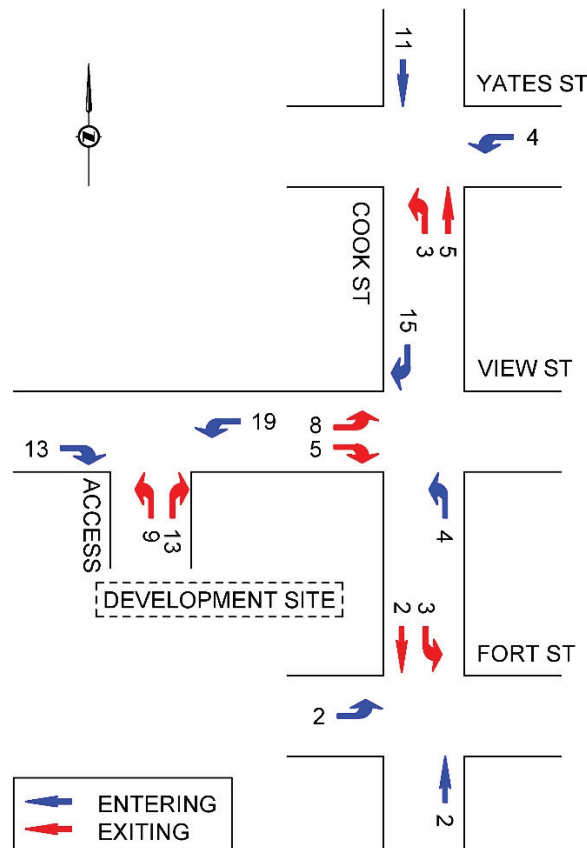 11
YATES ST
4
Z
COOK ST
3
5
15
VIEW ST
19
8
13
5
ACCESS
9
13
4
DEVELOPMENT SITE
2
3
FORT ST
2
ENTERING
EXITING
2